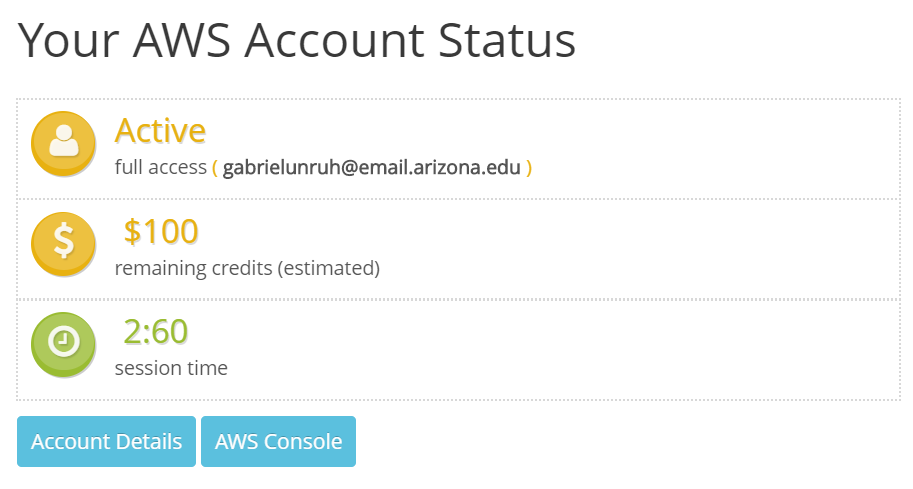 Your AWS Account Status
Active
full access ( gabrielunruh@email.arizona.edu )
$100
remaining credits (estimated)
2:60
session time
Account Details AWS Console